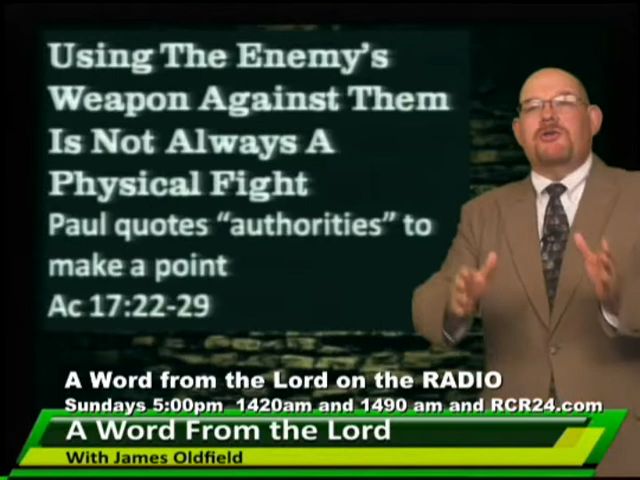 Using The Enemy's
Weapon Against Them
Is Not Always A
Physical Fight
Paul quotes “authorities” to
make a point
Ac 17:22-29
A Word from the Lord on the RADIO
Sundays 5:00pm 1420am and 1490 am and RCR24.com
A Word From the Lord
With James Oldfield